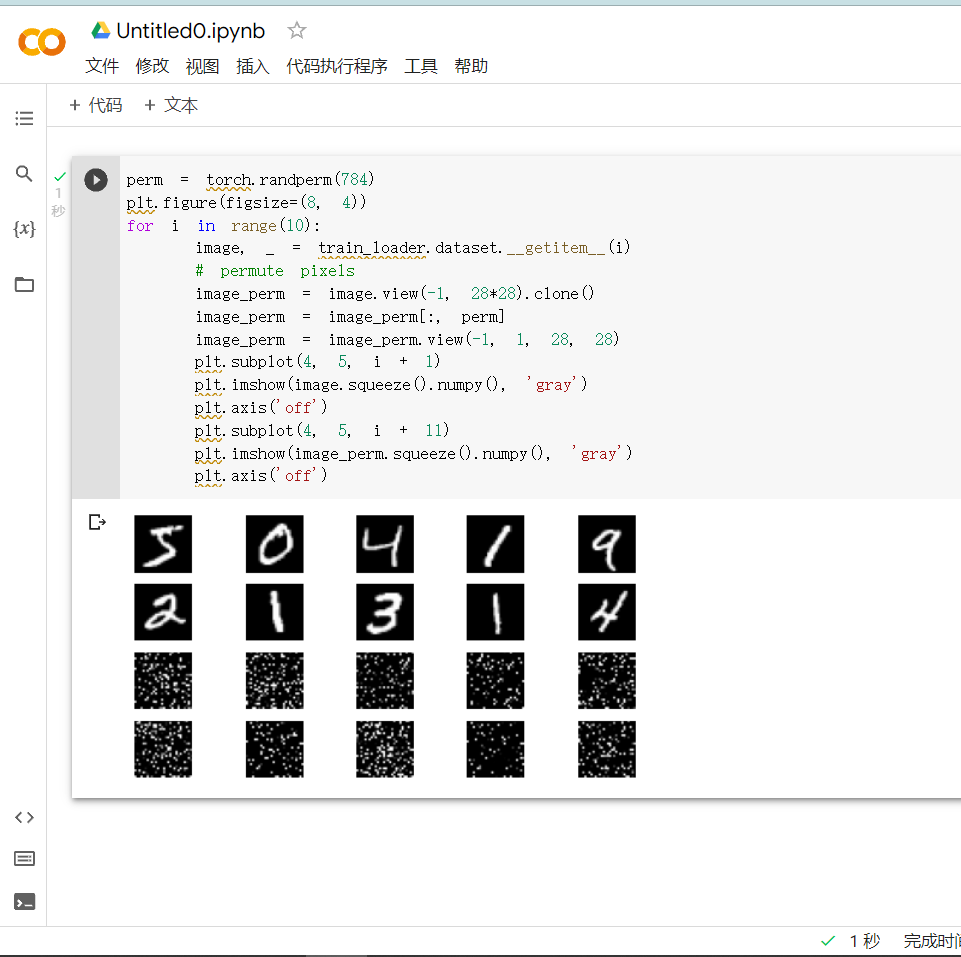 Untitled0.ipynb
文件 修改 视图 插入 代码执行程序 工具 帮助
+ 代码 + 文本
{x}
1
秒
perm = torch.randperm(784)
plt.figure(figsize=(8, 4))
for i in range(10):
image, _ = train_loader.dataset.__getitem__(i)
# permute pixels
image_perm = image.view(-1, 28*28).clone()
image_perm = image_perm[:, perm]
image_perm = image_perm.view(-1, 1, 28, 28)
plt.subplot(4, 5, i + 1)
plt.imshow(image.squeeze().numpy(), 'gray')
plt.axis('off')
plt.subplot(4, 5, i + 11)
plt.imshow(image_perm.squeeze().numpy(), 'gray')
plt.axis('off')
5 0 4 1 9
2 1 3 1 4
1 秒 完成时间